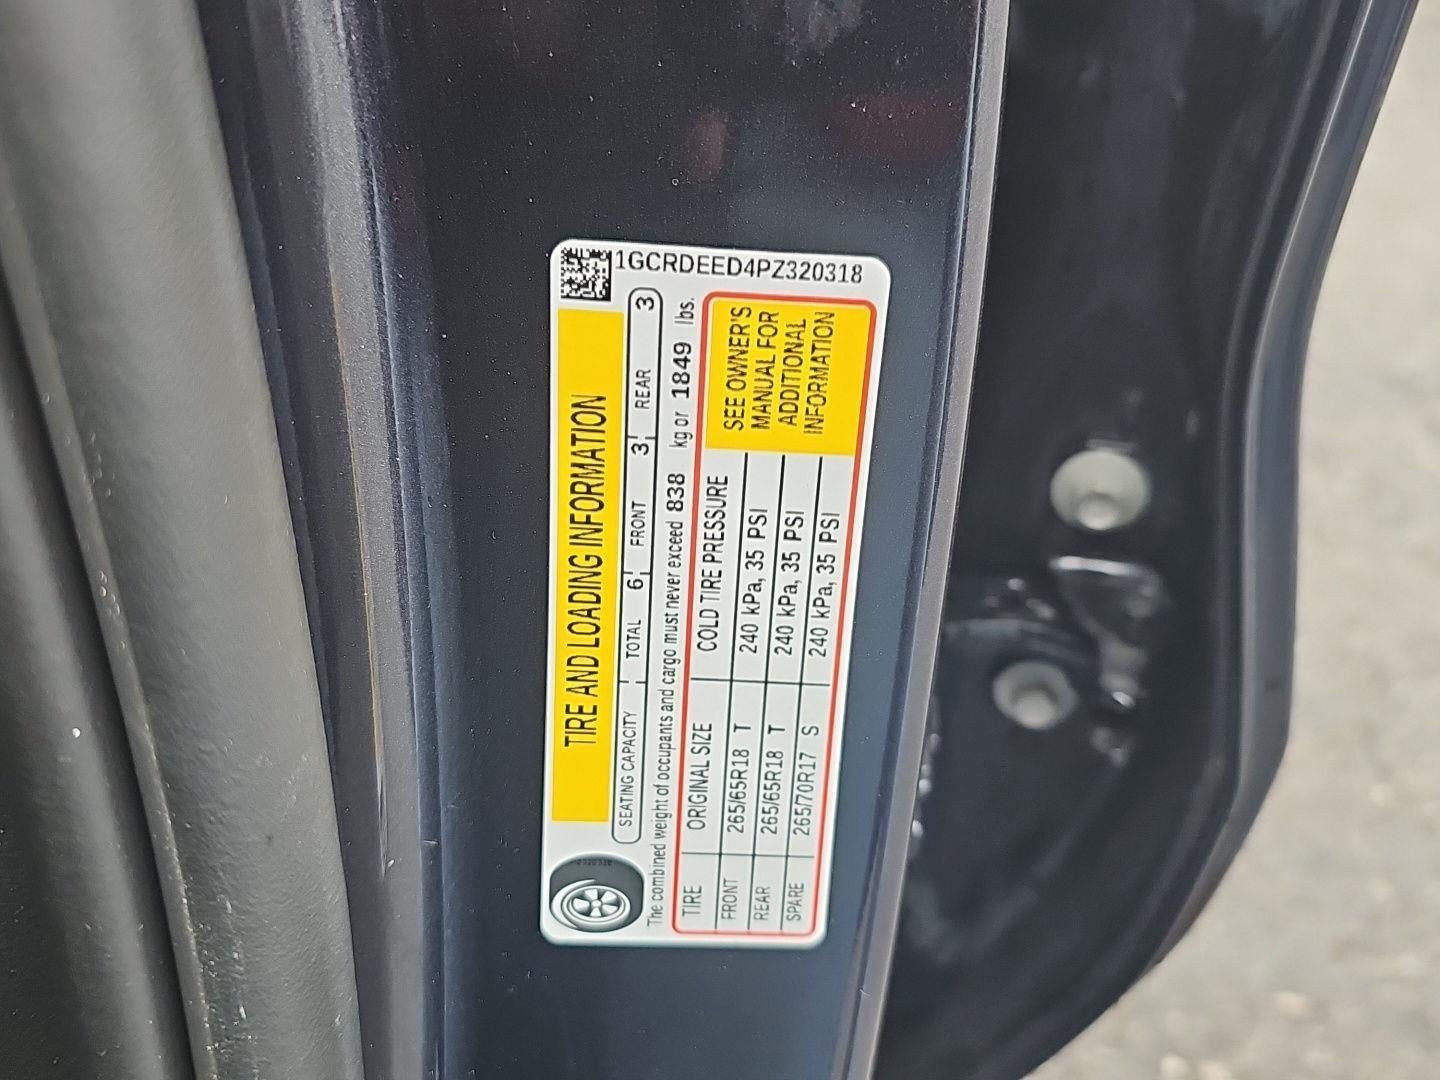 1GCRDEED4PZ320318
TIRE AND LOADING INFORMATION
SEATING CAPACITY TOTAL 6 FRONT 3 REAR 3
The combined weight of occupants and cargo must never exceed 838 kg or 1849 lbs.
TIRE ORIGINAL SIZE COLD TIRE PRESSURE
FRONT 265/65R18 T 240 kPa, 35 PSI
REAR 265/65R18 T 240 kPa, 35 PSI
SPARE 265/70R17 S 240 kPa, 35 PSI
SEE OWNER'S
MANUAL FOR
ADDITIONAL
INFORMATION